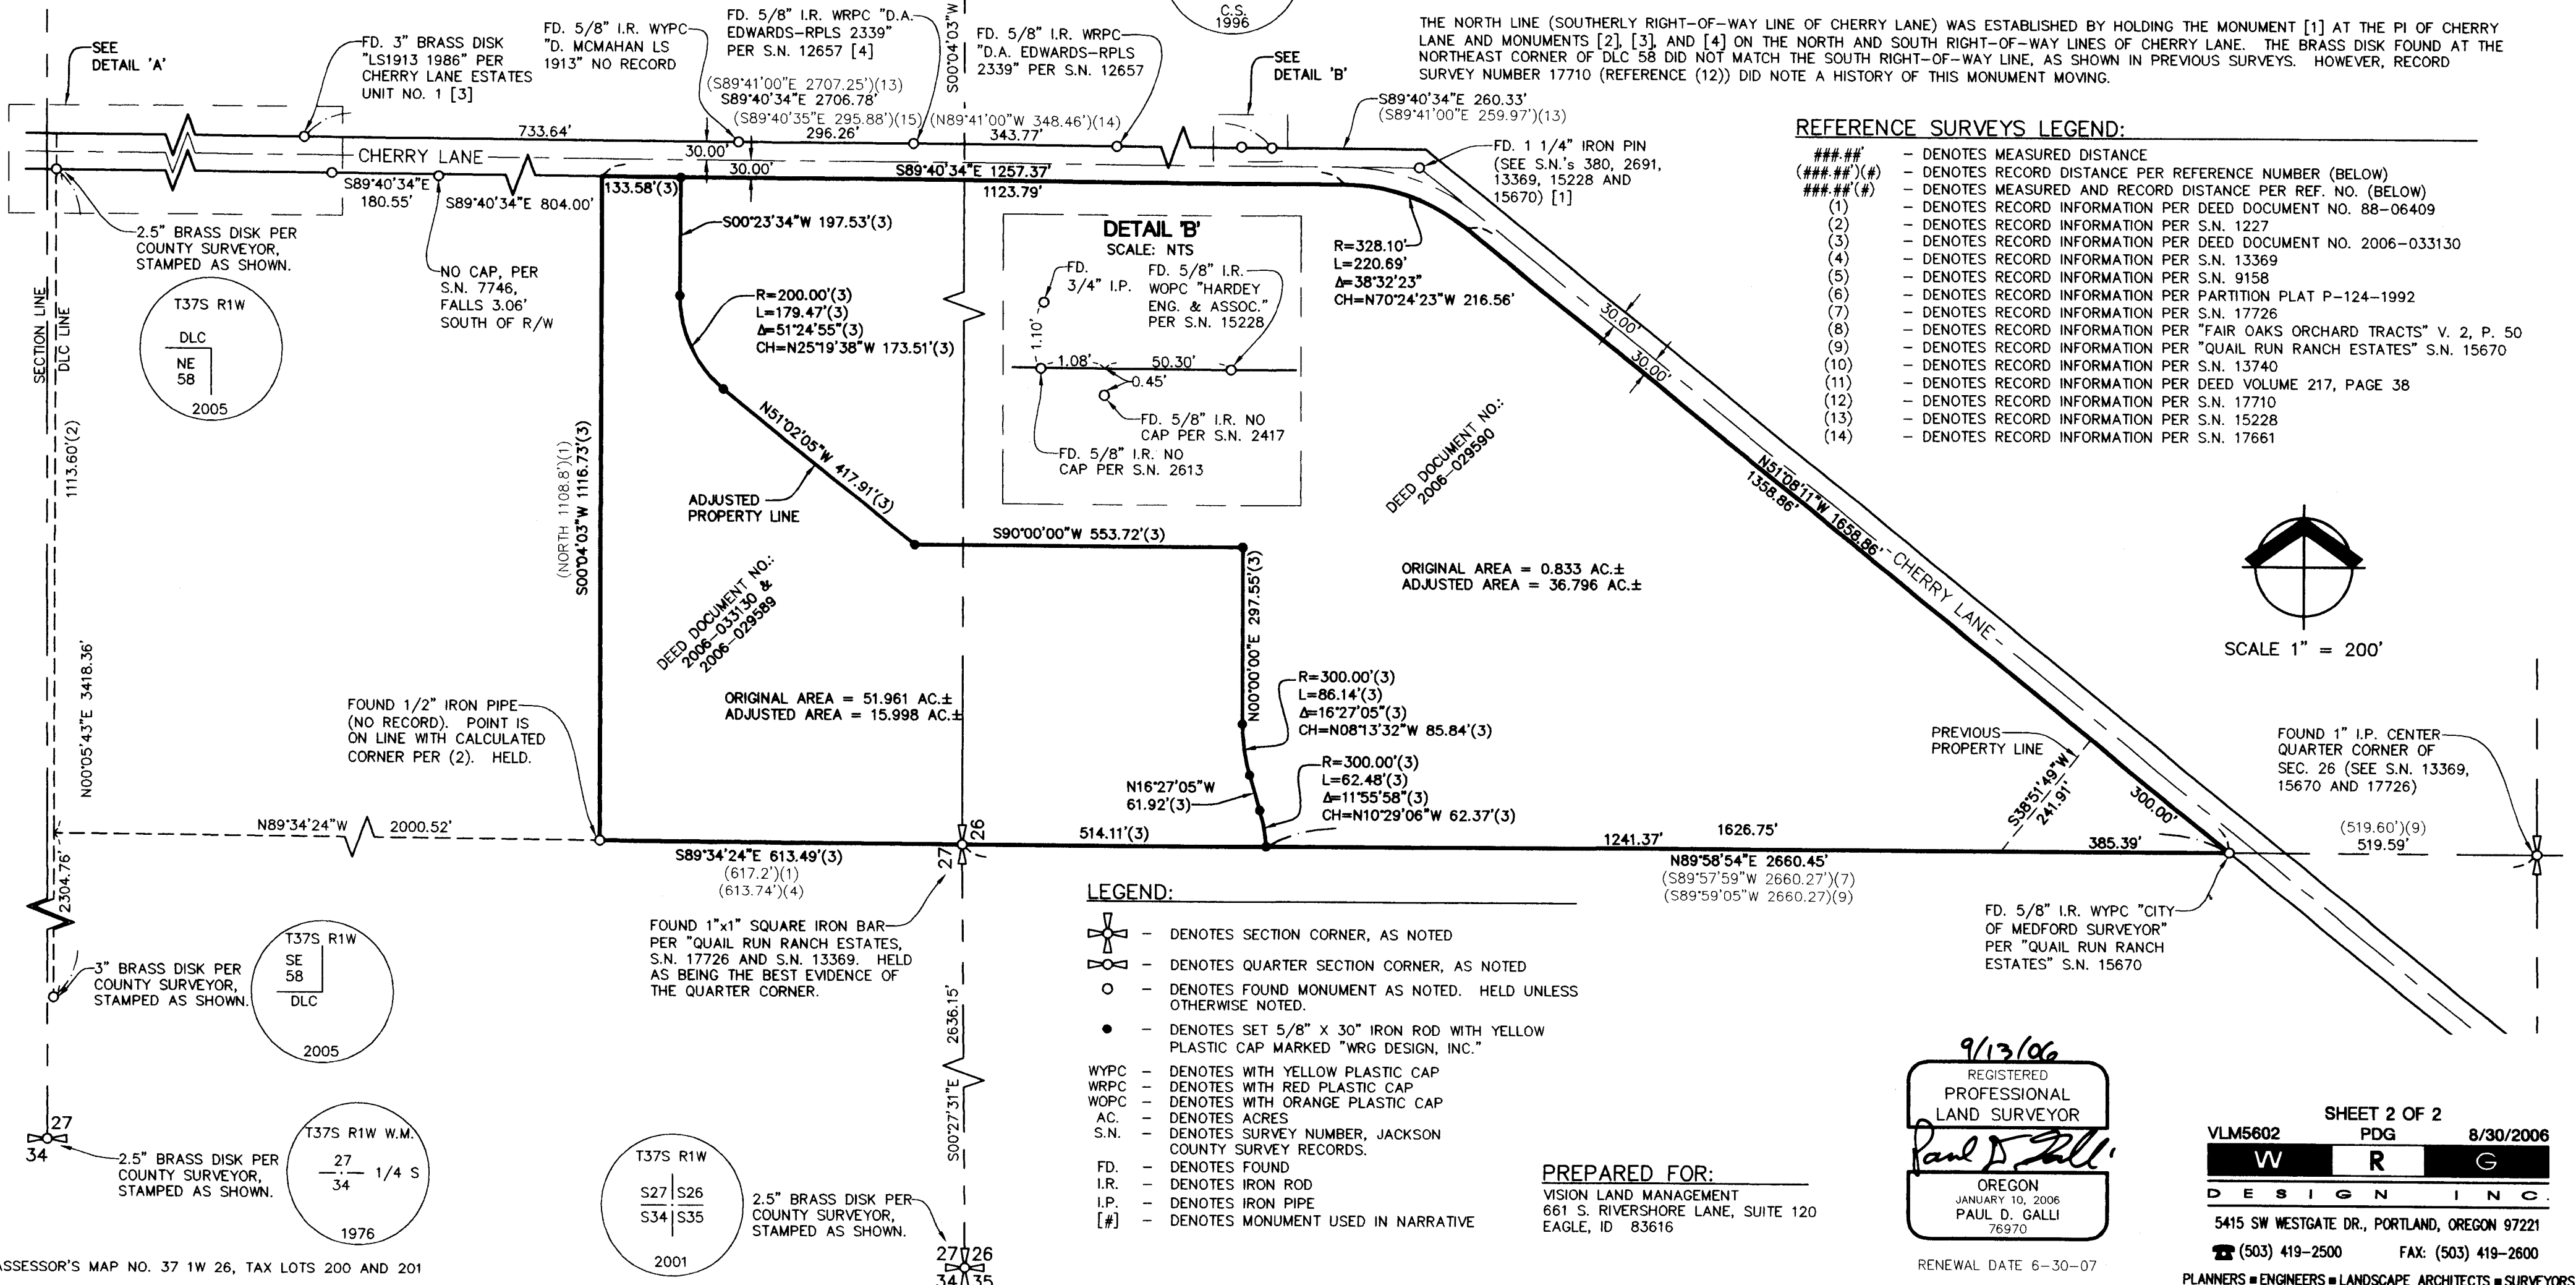 C.S.
1996
THE NORTH LINE (SOUTHERLY RIGHT-OF-WAY LINE OF CHERRY LANE) WAS ESTABLISHED BY HOLDING THE MONUMENT [1] AT THE PI OF CHERRY
LANE AND MONUMENTS [2], [3], AND [4] ON THE NORTH AND SOUTH RIGHT-OF-WAY LINES OF CHERRY LANE. THE BRASS DISK FOUND AT THE
NORTHEAST CORNER OF DLC 58 DID NOT MATCH THE SOUTH RIGHT-OF-WAY LINE, AS SHOWN IN PREVIOUS SURVEYS. HOWEVER, RECORD
SURVEY NUMBER 17710 (REFERENCE (12)) DID NOTE A HISTORY OF THIS MONUMENT MOVING.
SEE
DETAIL 'A'
FD. 3" BRASS DISK
"LS1913 1986" PER
CHERRY LANE ESTATES
UNIT NO. 1 [3]
FD. 5/8" I.R. WYPC
"D. MCMAHAN LS
1913" NO RECORD
FD. 5/8" I.R. WRPC "D.A.
EDWARDS-RPLS 2339"
PER S.N. 12657 [4]
S00°04'03"W
FD. 5/8" I.R. WRPC
"D.A. EDWARDS-RPLS
2339" PER S.N. 12657
SEE
DETAIL 'B'
(S89°41'00"E 2707.25')(13)
S89°40'34"E 2706.78'
(S89°40'35"E 295.88')(15)
(N89°41'00"W 348.46')(14)
733.64'
296.26'
343.77'
S89°40'34"E 260.33'
(S89°41'00"E 259.97')(13)
FD. 1 1/4" IRON PIN
(SEE S.N.'s 380, 2691,
13369, 15228 AND
15670) [1]
CHERRY LANE
30.00'
30.00'
S89°40'34"E 1257.37'
1123.79'
133.58'(3)
S89°40'34"E
180.55'
S89°40'34"E 804.00'
2.5" BRASS DISK PER
COUNTY SURVEYOR,
STAMPED AS SHOWN.
T37S R1W
DLC
NE
58
2005
NO CAP, PER
S.N. 7746,
FALLS 3.06'
SOUTH OF R/W
S00°23'34"W 197.53'(3)
R=200.00'(3)
L=179.47'(3)
Δ=51°24'55"(3)
CH=N25°19'38"W 173.51'(3)
DETAIL 'B'
SCALE: NTS
FD.
3/4" I.P.
FD. 5/8" I.R.
WOPC "HARDEY
ENG. & ASSOC."
PER S.N. 15228
1.10'
1.08'
50.30'
0.45'
FD. 5/8" I.R. NO
CAP PER S.N. 2417
FD. 5/8" I.R. NO
CAP PER S.N. 2613
R=328.10'
L=220.69'
Δ=38°32'23"
CH=N70°24'23"W 216.56'
REFERENCE SURVEYS LEGEND:
###.##' - DENOTES MEASURED DISTANCE
(###.##')(#) - DENOTES RECORD DISTANCE PER REFERENCE NUMBER (BELOW)
###.##'(#) - DENOTES MEASURED AND RECORD DISTANCE PER REF. NO. (BELOW)
(1) - DENOTES RECORD INFORMATION PER DEED DOCUMENT NO. 88-06409
(2) - DENOTES RECORD INFORMATION PER S.N. 1227
(3) - DENOTES RECORD INFORMATION PER DEED DOCUMENT NO. 2006-033130
(4) - DENOTES RECORD INFORMATION PER S.N. 13369
(5) - DENOTES RECORD INFORMATION PER S.N. 9158
(6) - DENOTES RECORD INFORMATION PER PARTITION PLAT P-124-1992
(7) - DENOTES RECORD INFORMATION PER S.N. 17726
(8) - DENOTES RECORD INFORMATION PER "FAIR OAKS ORCHARD TRACTS" V. 2, P. 50
(9) - DENOTES RECORD INFORMATION PER "QUAIL RUN RANCH ESTATES" S.N. 15670
(10) - DENOTES RECORD INFORMATION PER S.N. 13740
(11) - DENOTES RECORD INFORMATION PER DEED VOLUME 217, PAGE 38
(12) - DENOTES RECORD INFORMATION PER S.N. 17710
(13) - DENOTES RECORD INFORMATION PER S.N. 15228
(14) - DENOTES RECORD INFORMATION PER S.N. 17661
SECTION LINE
DLC LINE
1113.60'(2)
N00°05'43"E 3418.36'
2304.76'
(NORTH 1108.8')(1)
S00°04'03"W 1116.73'(3)
N51°02'05"W 417.91'(3)
ADJUSTED
PROPERTY LINE
S90°00'00"W 553.72'(3)
N00°00'00"E 297.55'(3)
DEED DOCUMENT NO.:
2006-033130 &
2006-029589
DEED DOCUMENT NO.:
2006-029590
ORIGINAL AREA = 0.833 AC.±
ADJUSTED AREA = 36.796 AC.±
30.00'
30.00'
N51°08'11"W 1658.86'
1358.86'
CHERRY LANE
SCALE 1" = 200'
ORIGINAL AREA = 51.961 AC.±
ADJUSTED AREA = 15.998 AC.±
FOUND 1/2" IRON PIPE
(NO RECORD). POINT IS
ON LINE WITH CALCULATED
CORNER PER (2). HELD.
R=300.00'(3)
L=86.14'(3)
Δ=16°27'05"(3)
CH=N08°13'32"W 85.84'(3)
N16°27'05"W
61.92'(3)
R=300.00'(3)
L=62.48'(3)
Δ=11°55'58"(3)
CH=N10°29'06"W 62.37'(3)
PREVIOUS
PROPERTY LINE
S38°51'49"W
241.91'
300.00'
FOUND 1" I.P. CENTER
QUARTER CORNER OF
SEC. 26 (SEE S.N. 13369,
15670 AND 17726)
N89°34'24"W 2000.52'
S89°34'24"E 613.49'(3)
(617.2')(1)
(613.74')(4)
27
26
514.11'(3)
1241.37'
1626.75'
385.39'
N89°58'54"E 2660.45'
(S89°57'59"W 2660.27')(7)
(S89°59'05"W 2660.27)(9)
(519.60')(9)
519.59'
FOUND 1"x1" SQUARE IRON BAR
PER "QUAIL RUN RANCH ESTATES,
S.N. 17726 AND S.N. 13369. HELD
AS BEING THE BEST EVIDENCE OF
THE QUARTER CORNER.
FD. 5/8" I.R. WYPC "CITY
OF MEDFORD SURVEYOR"
PER "QUAIL RUN RANCH
ESTATES" S.N. 15670
3" BRASS DISK PER
COUNTY SURVEYOR,
STAMPED AS SHOWN.
T37S R1W
SE
58
DLC
2005
2636.15'
S00°27'31"E
LEGEND:
- DENOTES SECTION CORNER, AS NOTED
- DENOTES QUARTER SECTION CORNER, AS NOTED
- DENOTES FOUND MONUMENT AS NOTED. HELD UNLESS
OTHERWISE NOTED.
- DENOTES SET 5/8" X 30" IRON ROD WITH YELLOW
PLASTIC CAP MARKED "WRG DESIGN, INC."
WYPC - DENOTES WITH YELLOW PLASTIC CAP
WRPC - DENOTES WITH RED PLASTIC CAP
WOPC - DENOTES WITH ORANGE PLASTIC CAP
AC. - DENOTES ACRES
S.N. - DENOTES SURVEY NUMBER, JACKSON
COUNTY SURVEY RECORDS.
FD. - DENOTES FOUND
I.R. - DENOTES IRON ROD
I.P. - DENOTES IRON PIPE
[#] - DENOTES MONUMENT USED IN NARRATIVE
27
34
2.5" BRASS DISK PER
COUNTY SURVEYOR,
STAMPED AS SHOWN.
T37S R1W W.M.
27
34
1/4 S
1976
T37S R1W
S27 S26
S34 S35
2001
2.5" BRASS DISK PER
COUNTY SURVEYOR,
STAMPED AS SHOWN.
27 26
34 35
PREPARED FOR:
VISION LAND MANAGEMENT
661 S. RIVERSHORE LANE, SUITE 120
EAGLE, ID 83616
9/13/06
REGISTERED
PROFESSIONAL
LAND SURVEYOR
Paul D Galli
OREGON
JANUARY 10, 2006
PAUL D. GALLI
76970
RENEWAL DATE 6-30-07
SHEET 2 OF 2
VLM5602 PDG 8/30/2006
W R G
DESIGN INC.
5415 SW WESTGATE DR., PORTLAND, OREGON 97221
(503) 419-2500 FAX: (503) 419-2600
PLANNERS ■ ENGINEERS ■ LANDSCAPE ARCHITECTS ■ SURVEYORS
ASSESSOR'S MAP NO. 37 1W 26, TAX LOTS 200 AND 201